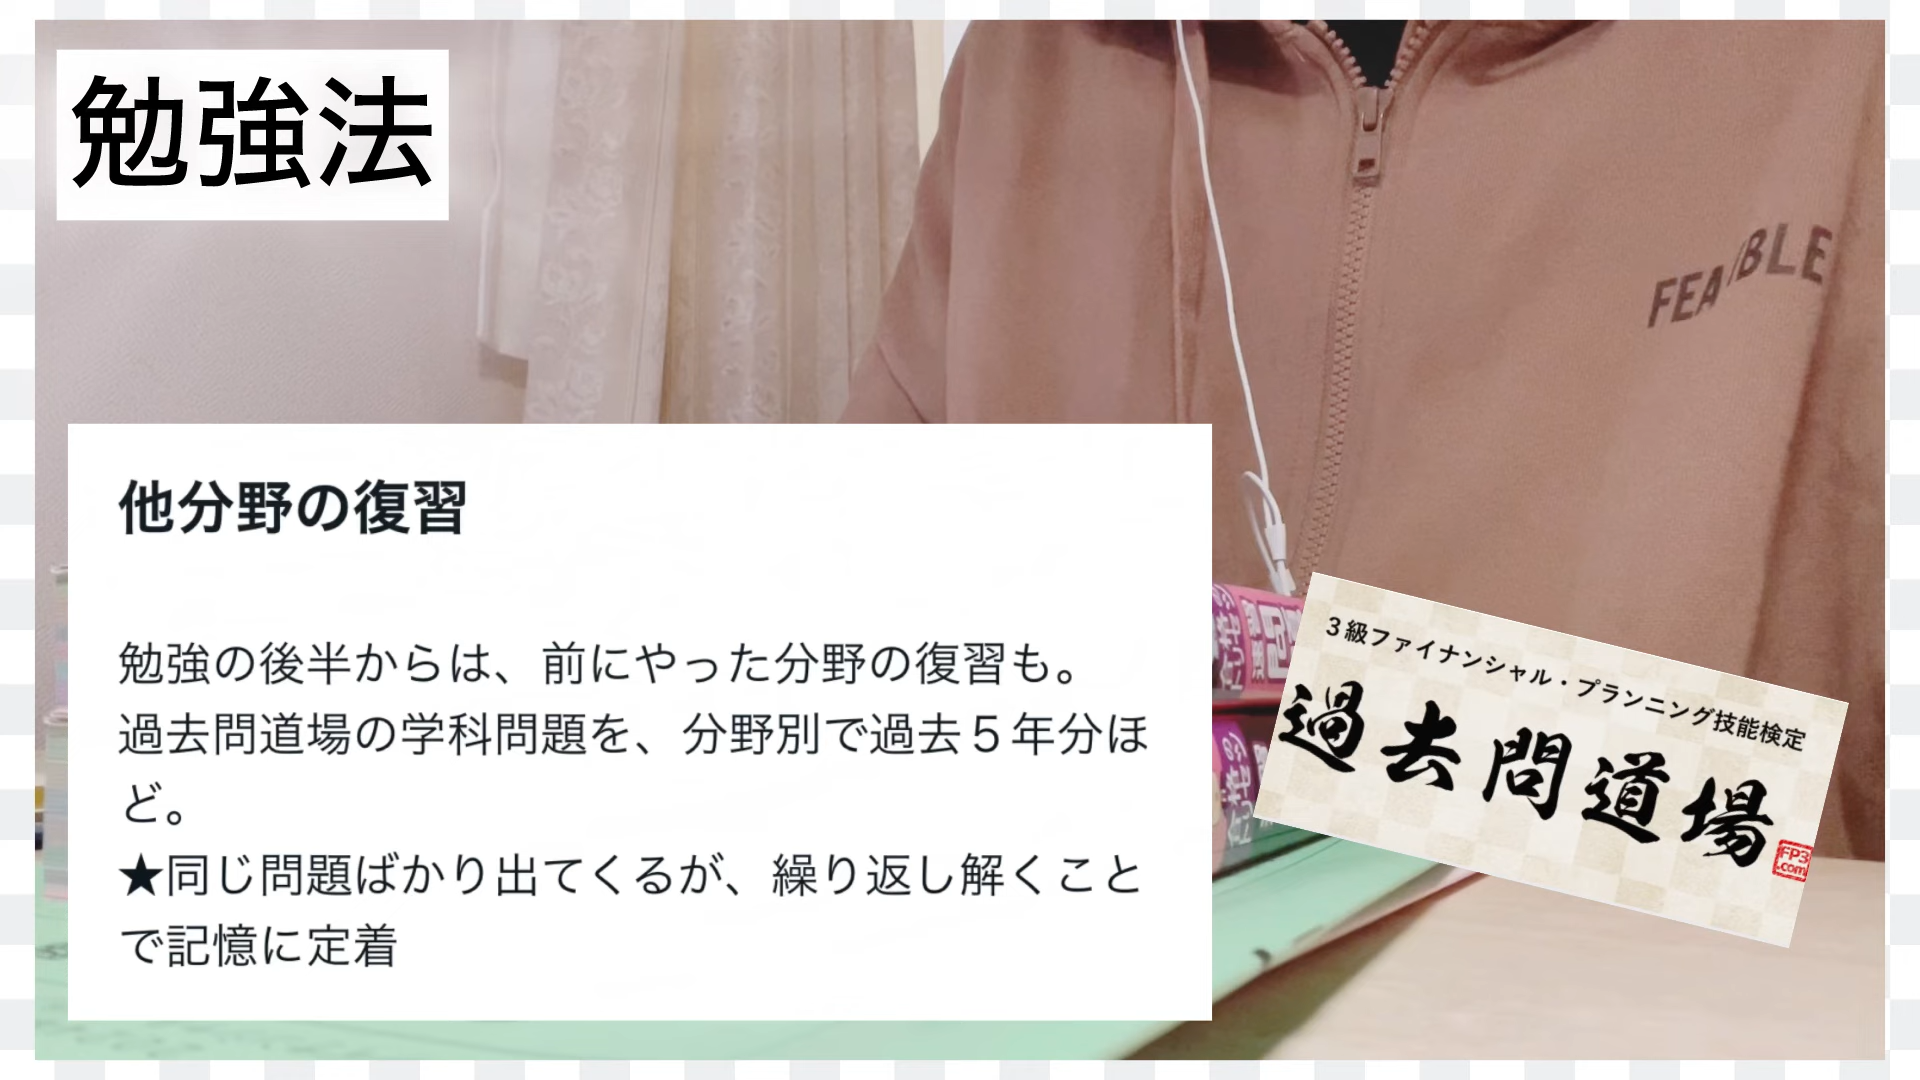 勉強法
FEASIBLE
他分野の復習
勉強の後半からは、前にやった分野の復習も。
過去問道場の学科問題を、分野別で過去５年分ほ
ど。
★同じ問題ばかり出てくるが、繰り返し解くこと
で記憶に定着
３級ファイナンシャル・プランニング技能検定
過去問道場
FP3
.com